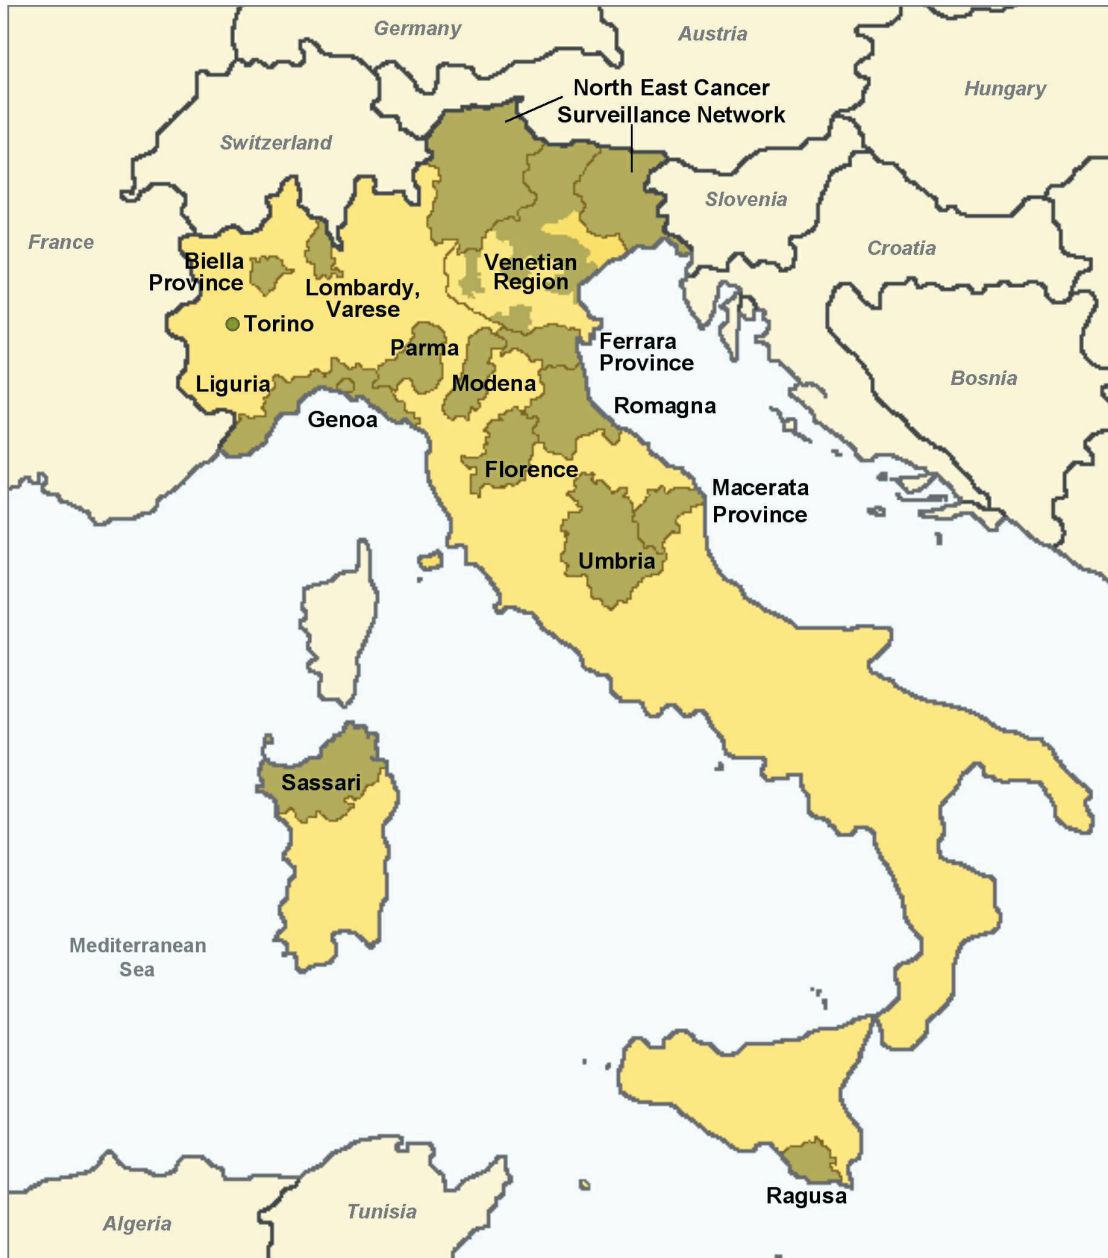 Germany
Austria
Hungary
North East Cancer
Surveillance Network
Switzerland
Slovenia
France
Croatia
Biella
Province
Venetian
Region
Lombardy,
Varese
Torino
Parma
Ferrara
Province
Liguria
Modena
Bosnia
Genoa
Romagna
Florence
Macerata
Province
Umbria
Sassari
Mediterranean
Sea
Ragusa
Algeria
Tunisia